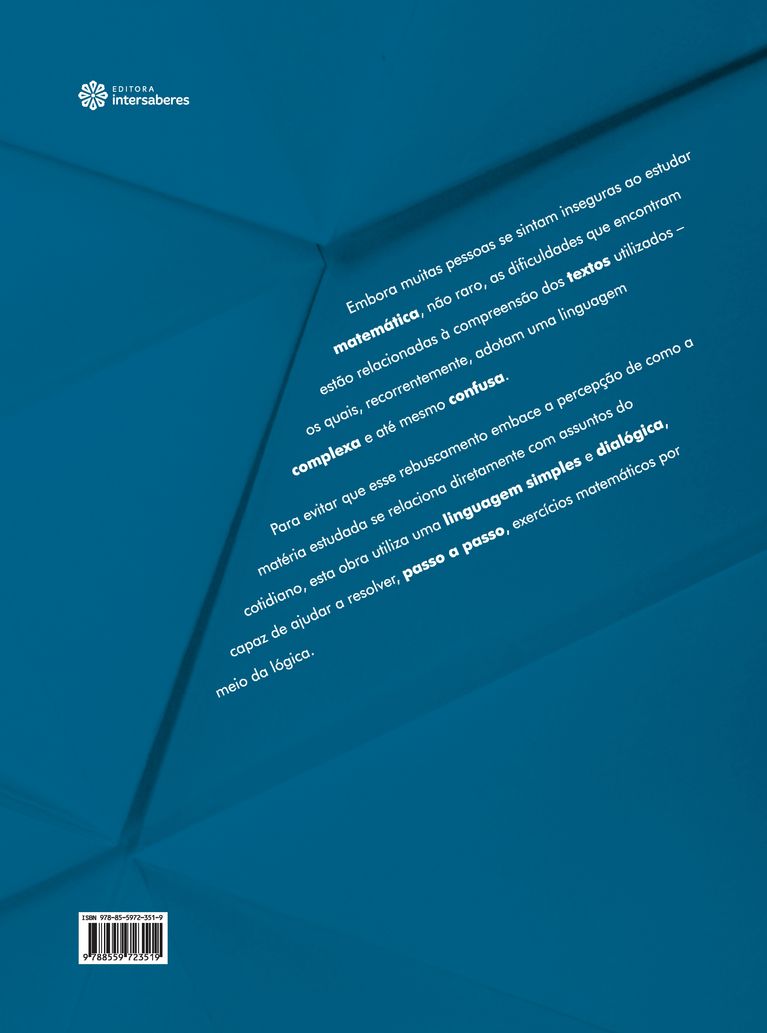 EDITORA
intersaberes
Embora muitas pessoas se sintam inseguras ao estudar
matemática, não raro, as dificuldades que encontram
estão relacionadas à compreensão dos textos utilizados –
os quais, recorrentemente, adotam uma linguagem
complexa e até mesmo confusa.
Para evitar que esse rebuscamento embace a percepção de como a
matéria estudada se relaciona diretamente com assuntos do
cotidiano, esta obra utiliza uma linguagem simples e dialógica,
capaz de ajudar a resolver, passo a passo, exercícios matemáticos por
meio da lógica.
ISBN 978-85-5972-351-9
9788559723519